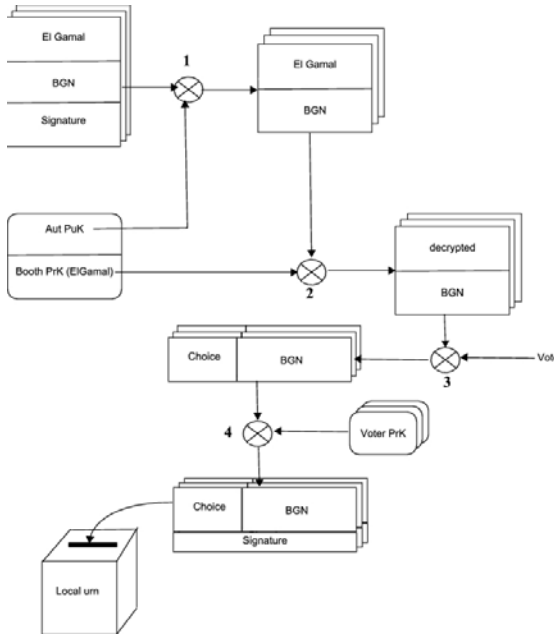 El Gamal
BGN
Signature
1
El Gamal
BGN
Aut PuK
Booth PrK (ElGamal)
2
decrypted
BGN
3
Vote
Choice
BGN
4
Voter PrK
Choice
BGN
Signature
Local urn